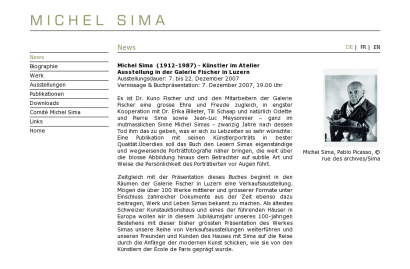 MICHEL SIMA
News
DE | FR | EN
News
Biographie
Werk
Ausstellungen
Publikationen
Downloads
Comité Michel Sima
Links
Home
Michel Sima (1912-1987) - Künstler im Atelier
Ausstellung in der Galerie Fischer in Luzern
Ausstellungsdauer: 7. bis 22. Dezember 2007
Vernissage & Buchpräsentation: 7. Dezember 2007, 19.00 Uhr
Es ist Dr. Kuno Fischer und und den Mitarbeitern der Galerie
Fischer eine grosse Ehre und Freude zugleich, in engster
Kooperation mit Dr. Erika Billeter, Till Schaap und natürlich Odette
und Pierre Sima sowie Jean-Luc Meyssonnier – ganz im
mutmasslichen Sinne Michel Simas – zwanzig Jahre nach dessen
Tod ihm das zu geben, was er sich zu Lebzeiten so sehr wünschte:
Eine Publikation mit seinen Künstlerporträts in bester
Qualität.Überdies soll das Buch den Lesern Simas eigenständige
und wegweisende Porträtfotografie näher bringen, die weit über
die blosse Abbildung hinaus dem Betrachter auf subtile Art und
Weise die Persönlichkeit des Porträtierten vor Augen führt.
Zeitgleich mit der Präsentation dieses Buches beginnt in den
Räumen der Galerie Fischer in Luzern eine Verkaufsausstellung.
Mögen die über 100 Werke mittlerer und grösserer Formate unter
Einschluss zahlreicher Dokumente aus der Zeit ebenso dazu
beitragen, Werk und Leben Simas bekannt zu machen. Als ältestes
Schweizer Kunstauktionshaus und eines der führenden Häuser in
Europa wollen wir in diesem Jubiläumsjahr unseres 100-jährigen
Bestehens mit dieser bisher grössten Präsentation des Werkes
Simas unsere Reihe von Verkaufsausstellungen weiterführen und
unseren Freunden und Kunden des Hauses mit Sima auf die Reise
durch die Anfänge der modernen Kunst schicken, wie sie von den
Künstlern der École de Paris geprägt wurde.
Michel Sima, Pablo Picasso, ©
rue des archives/Sima